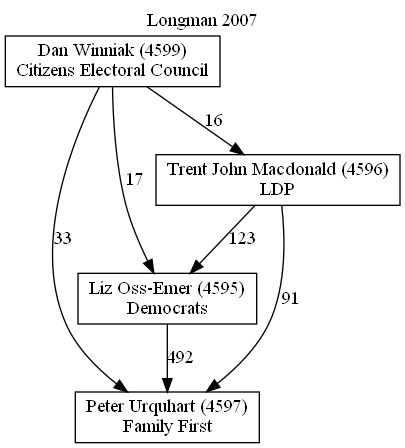 Longman 2007
Dan Winniak (4599)
Citizens Electoral Council
16
Trent John Macdonald (4596)
LDP
17
33
123
Liz Oss-Emer (4595)
Democrats
91
492
Peter Urquhart (4597)
Family First